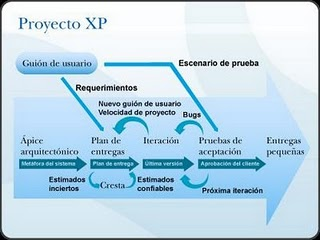 Proyecto XP
Guión de usuario
Escenario de prueba
Requerimientos
Nuevo guión de usuario
Velocidad de proyecto
Bugs
Ápice
arquitectónico
Plan de
entregas
Iteración
Pruebas de
aceptación
Entregas
pequeñas
Metáfora del sistema
Plan de entrega
Última versión
Aprobación del cliente
Estimados
inciertos
Cresta
Estimados
confiables
Próxima iteración